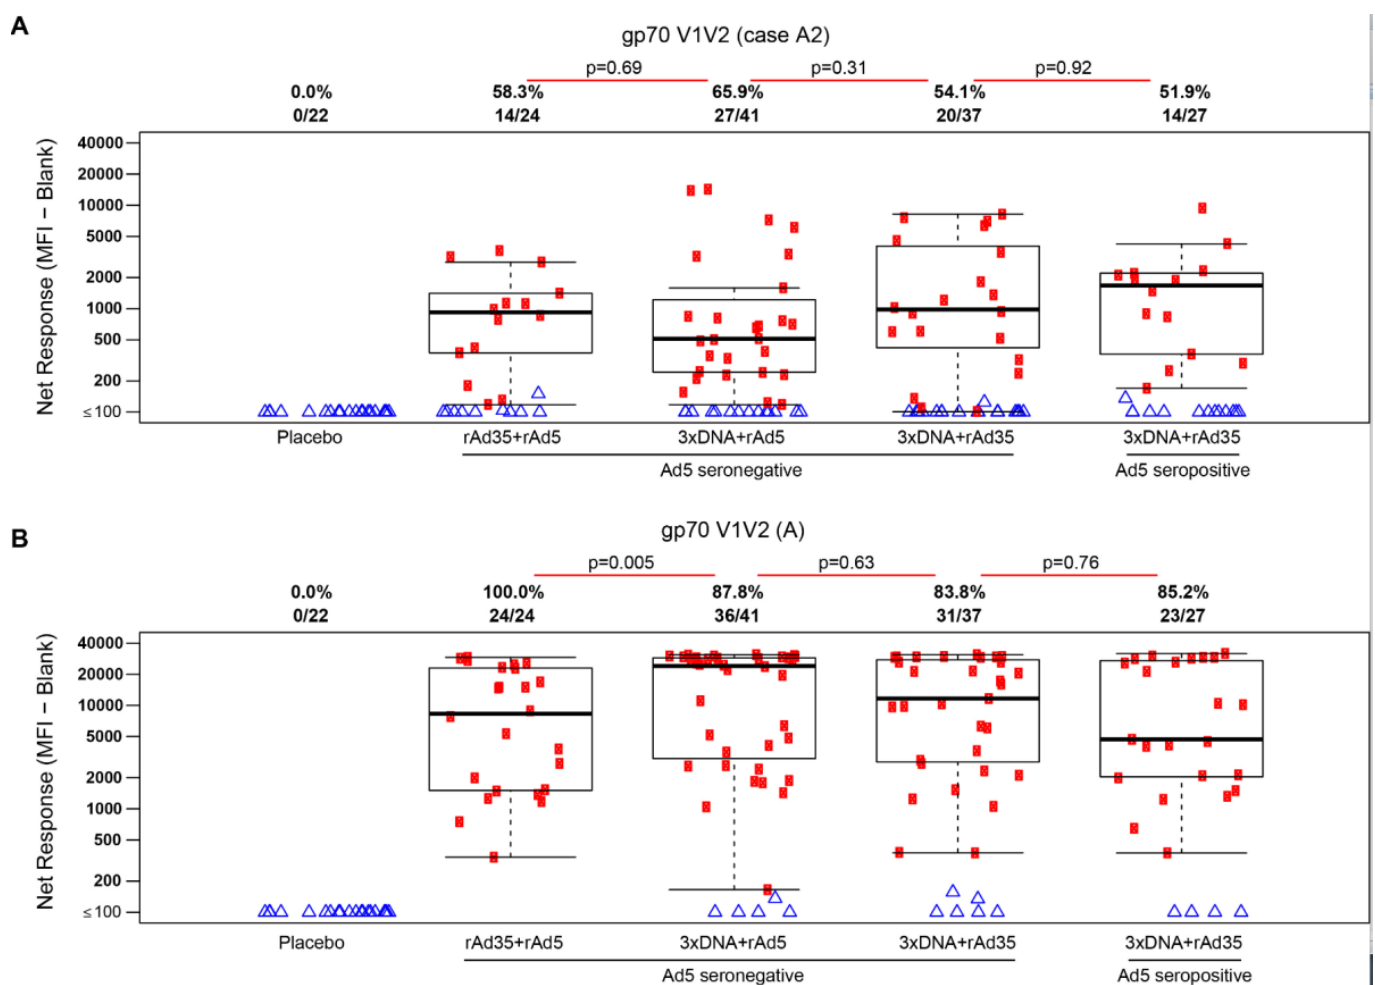 A
gp70 V1V2 (case A2)
p=0.69 p=0.31 p=0.92
0.0% 58.3% 65.9% 54.1% 51.9%
0/22 14/24 27/41 20/37 14/27
Net Response (MFI − Blank)
40000
20000
10000
5000
2000
1000
500
200
≤100
Placebo rAd35+rAd5 3xDNA+rAd5 3xDNA+rAd35 3xDNA+rAd35
Ad5 seronegative Ad5 seropositive
B
gp70 V1V2 (A)
p=0.005 p=0.63 p=0.76
0.0% 100.0% 87.8% 83.8% 85.2%
0/22 24/24 36/41 31/37 23/27
Net Response (MFI − Blank)
40000
20000
10000
5000
2000
1000
500
200
≤100
Placebo rAd35+rAd5 3xDNA+rAd5 3xDNA+rAd35 3xDNA+rAd35
Ad5 seronegative Ad5 seropositive